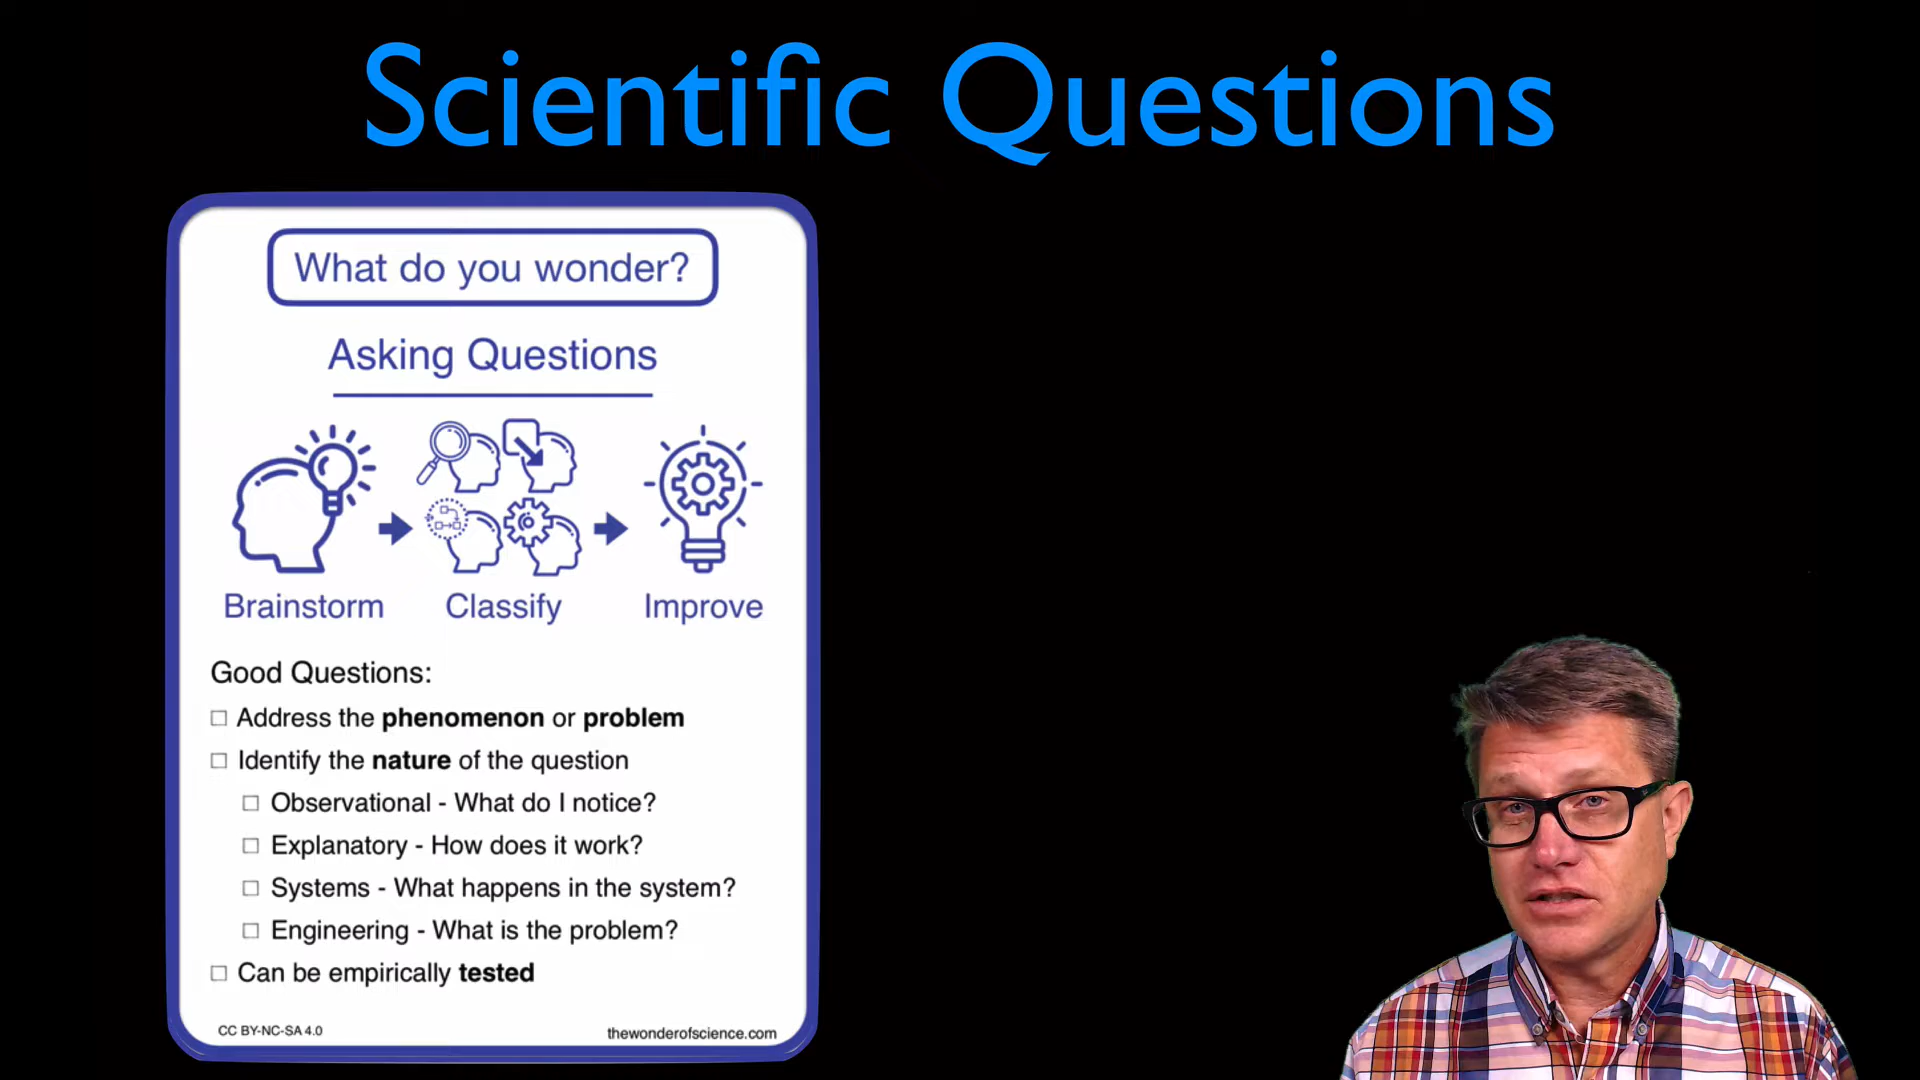 Scientific Questions
What do you wonder?
Asking Questions
Brainstorm Classify Improve
Good Questions:
☐ Address the phenomenon or problem
☐ Identify the nature of the question
☐ Observational - What do I notice?
☐ Explanatory - How does it work?
☐ Systems - What happens in the system?
☐ Engineering - What is the problem?
☐ Can be empirically tested
CC BY-NC-SA 4.0 thewonderofscience.com